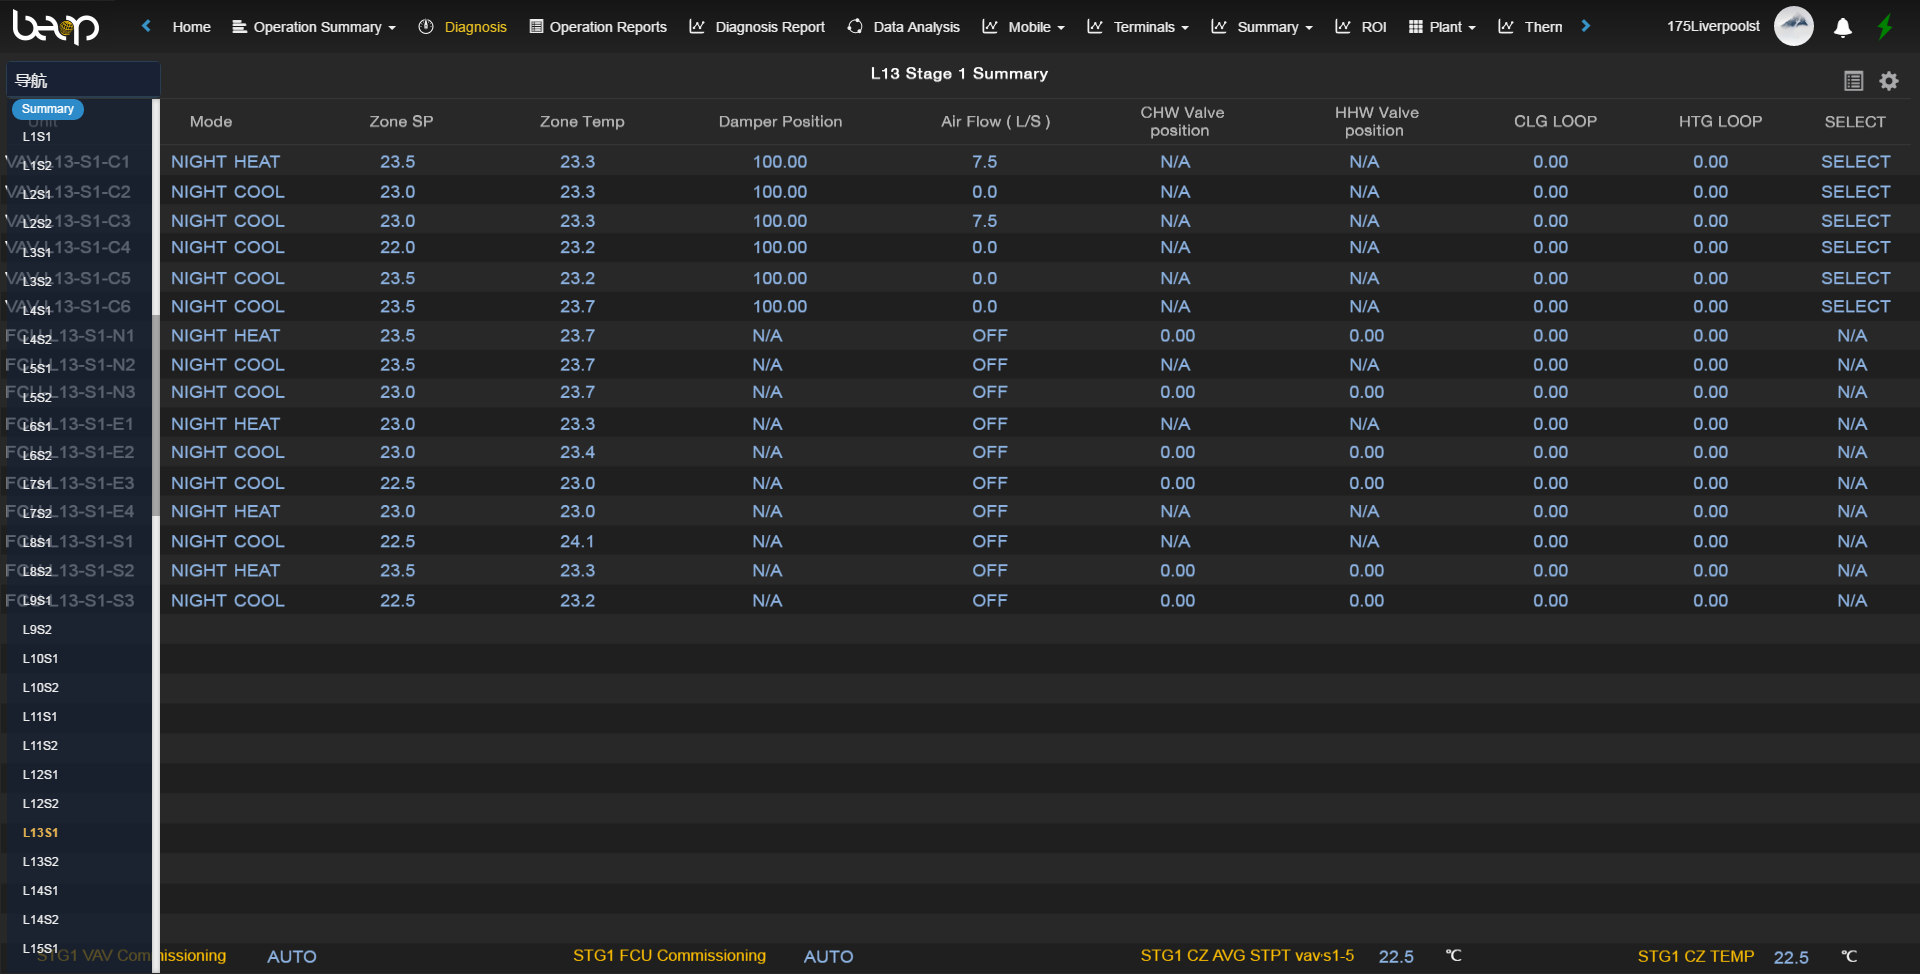 beop Home Operation Summary Diagnosis Operation Reports Diagnosis Report Data Analysis Mobile Terminals Summary ROI Plant Therm 175Liverpoolst
导航
L13 Stage 1 Summary
Summary
Unit Mode Zone SP Zone Temp Damper Position Air Flow ( L/S ) CHW Valve position HHW Valve position CLG LOOP HTG LOOP SELECT
VAV-L13-S1-C1 NIGHT HEAT 23.5 23.3 100.00 7.5 N/A N/A 0.00 0.00 SELECT
VAV-L13-S1-C2 NIGHT COOL 23.0 23.3 100.00 0.0 N/A N/A 0.00 0.00 SELECT
VAV-L13-S1-C3 NIGHT COOL 23.0 23.3 100.00 7.5 N/A N/A 0.00 0.00 SELECT
VAV-L13-S1-C4 NIGHT COOL 22.0 23.2 100.00 0.0 N/A N/A 0.00 0.00 SELECT
VAV-L13-S1-C5 NIGHT COOL 23.5 23.2 100.00 0.0 N/A N/A 0.00 0.00 SELECT
VAV-L13-S1-C6 NIGHT COOL 23.5 23.7 100.00 0.0 N/A N/A 0.00 0.00 SELECT
FCU-L13-S1-N1 NIGHT HEAT 23.5 23.7 N/A OFF 0.00 0.00 0.00 0.00 N/A
FCU-L13-S1-N2 NIGHT COOL 23.5 23.7 N/A OFF N/A N/A 0.00 0.00 N/A
FCU-L13-S1-N3 NIGHT COOL 23.0 23.7 N/A OFF 0.00 0.00 0.00 0.00 N/A
FCU-L13-S1-E1 NIGHT HEAT 23.0 23.3 N/A OFF N/A N/A 0.00 0.00 N/A
FCU-L13-S1-E2 NIGHT COOL 23.0 23.4 N/A OFF 0.00 0.00 0.00 0.00 N/A
FCU-L13-S1-E3 NIGHT COOL 22.5 23.0 N/A OFF 0.00 0.00 0.00 0.00 N/A
FCU-L13-S1-E4 NIGHT HEAT 23.0 23.0 N/A OFF N/A N/A 0.00 0.00 N/A
FCU-L13-S1-S1 NIGHT COOL 22.5 24.1 N/A OFF N/A N/A 0.00 0.00 N/A
FCU-L13-S1-S2 NIGHT HEAT 23.5 23.3 N/A OFF 0.00 0.00 0.00 0.00 N/A
FCU-L13-S1-S3 NIGHT COOL 22.5 23.2 N/A OFF 0.00 0.00 0.00 0.00 N/A
L1S1
L1S2
L2S1
L2S2
L3S1
L3S2
L4S1
L4S2
L5S1
L5S2
L6S1
L6S2
L7S1
L7S2
L8S1
L8S2
L9S1
L9S2
L10S1
L10S2
L11S1
L11S2
L12S1
L12S2
L13S1
L13S2
L14S1
L14S2
L15S1
STG1 VAV Commissioning AUTO STG1 FCU Commissioning AUTO STG1 CZ AVG STPT vav-s1-5 22.5 ℃ STG1 CZ TEMP 22.5 ℃